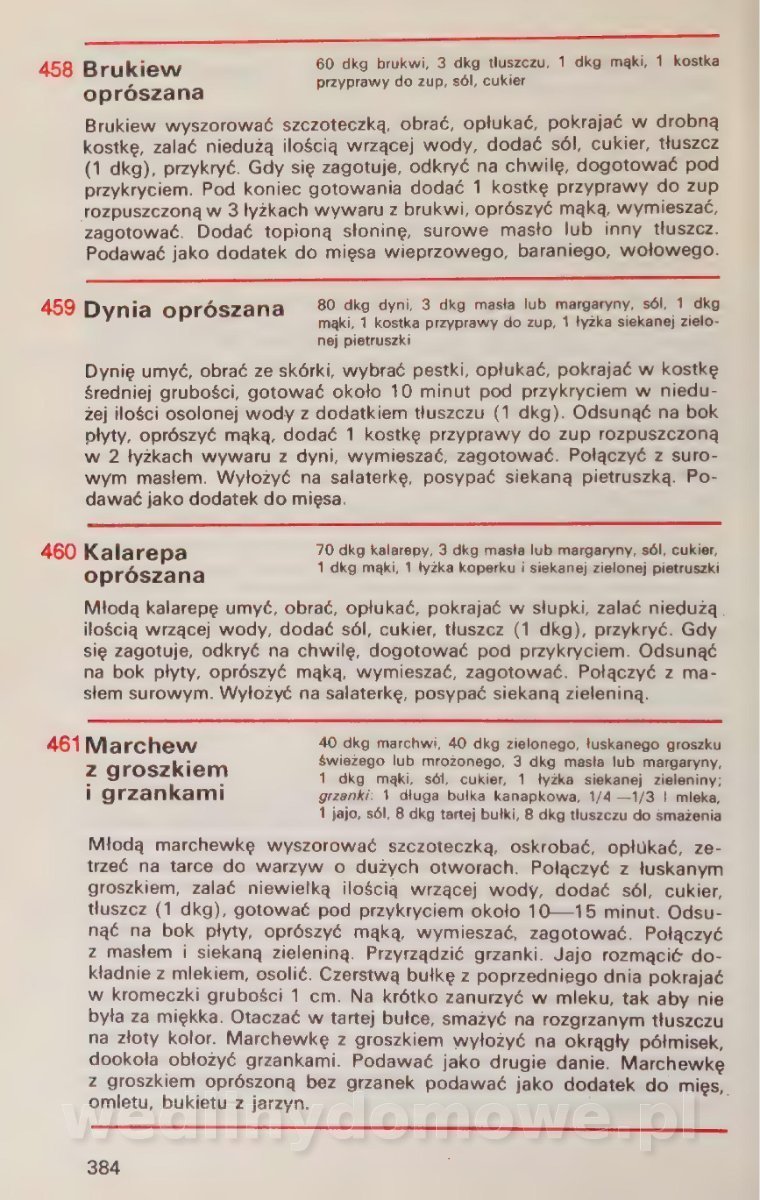 458 Brukiew
oprószana
60 dkg brukwi, 3 dkg tłuszczu, 1 dkg mąki, 1 kostka
przyprawy do zup, sól, cukier
Brukiew wyszorować szczoteczką, obrać, opłukać, pokrajać w drobną
kostkę, zalać niedużą ilością wrzącej wody, dodać sól, cukier, tłuszcz
(1 dkg), przykryć. Gdy się zagotuje, odkryć na chwilę, dogotować pod
przykryciem. Pod koniec gotowania dodać 1 kostkę przyprawy do zup
rozpuszczoną w 3 łyżkach wywaru z brukwi, oprószyć mąką, wymieszać,
zagotować. Dodać topioną słoninę, surowe masło lub inny tłuszcz.
Podawać jako dodatek do mięsa wieprzowego, baraniego, wołowego.
459 Dynia oprószana
80 dkg dyni, 3 dkg masła lub margaryny, sól, 1 dkg
mąki, 1 kostka przyprawy do zup, 1 łyżka siekanej zielo-
nej pietruszki
Dynię umyć, obrać ze skórki, wybrać pestki, opłukać, pokrajać w kostkę
średniej grubości, gotować około 10 minut pod przykryciem w niedu-
żej ilości osolonej wody z dodatkiem tłuszczu (1 dkg). Odsunąć na bok
płyty, oprószyć mąką, dodać 1 kostkę przyprawy do zup rozpuszczoną
w 2 łyżkach wywaru z dyni, wymieszać, zagotować. Połączyć z suro-
wym masłem. Wyłożyć na salaterkę, posypać siekaną pietruszką. Po-
dawać jako dodatek do mięsa.
460 Kalarepa
oprószana
70 dkg kalarepy, 3 dkg masła lub margaryny, sól, cukier,
1 dkg mąki, 1 łyżka koperku i siekanej zielonej pietruszki
Młodą kalarepę umyć, obrać, opłukać, pokrajać w słupki, zalać niedużą
ilością wrzącej wody, dodać sól, cukier, tłuszcz (1 dkg), przykryć. Gdy
się zagotuje, odkryć na chwilę, dogotować pod przykryciem. Odsunąć
na bok płyty, oprószyć mąką, wymieszać, zagotować. Połączyć z ma-
słem surowym. Wyłożyć na salaterkę, posypać siekaną zieleniną.
461 Marchew
z groszkiem
i grzankami
40 dkg marchwi, 40 dkg zielonego, łuskanego groszku
świeżego lub mrożonego, 3 dkg masła lub margaryny,
1 dkg mąki, sól, cukier, 1 łyżka siekanej zieleniny;
grzanki: 1 długa bułka kanapkowa, 1/4—1/3 l mleka,
1 jajo, sól, 8 dkg tartej bułki, 8 dkg tłuszczu do smażenia
Młodą marchewkę wyszorować szczoteczką, oskrobać, opłukać, ze-
trzeć na tarce do warzyw o dużych otworach. Połączyć z łuskanym
groszkiem, zalać niewielką ilością wrzącej wody, dodać sól, cukier,
tłuszcz (1 dkg), gotować pod przykryciem około 10—15 minut. Odsu-
nąć na bok płyty, oprószyć mąką, wymieszać, zagotować. Połączyć
z masłem i siekaną zieleniną. Przyrządzić grzanki. Jajo rozmącić do-
kładnie z mlekiem, osolić. Czerstwą bułkę z poprzedniego dnia pokrajać
w kromeczki grubości 1 cm. Na krótko zanurzyć w mleku, tak aby nie
była za miękka. Otaczać w tartej bułce, smażyć na rozgrzanym tłuszczu
na złoty kolor. Marchewkę z groszkiem wyłożyć na okrągły półmisek,
dookoła obłożyć grzankami. Podawać jako drugie danie. Marchewkę
z groszkiem oprószoną bez grzanek podawać jako dodatek do mięs,
omletu, bukietu z jarzyn.
wedlinydomowe.pl
384